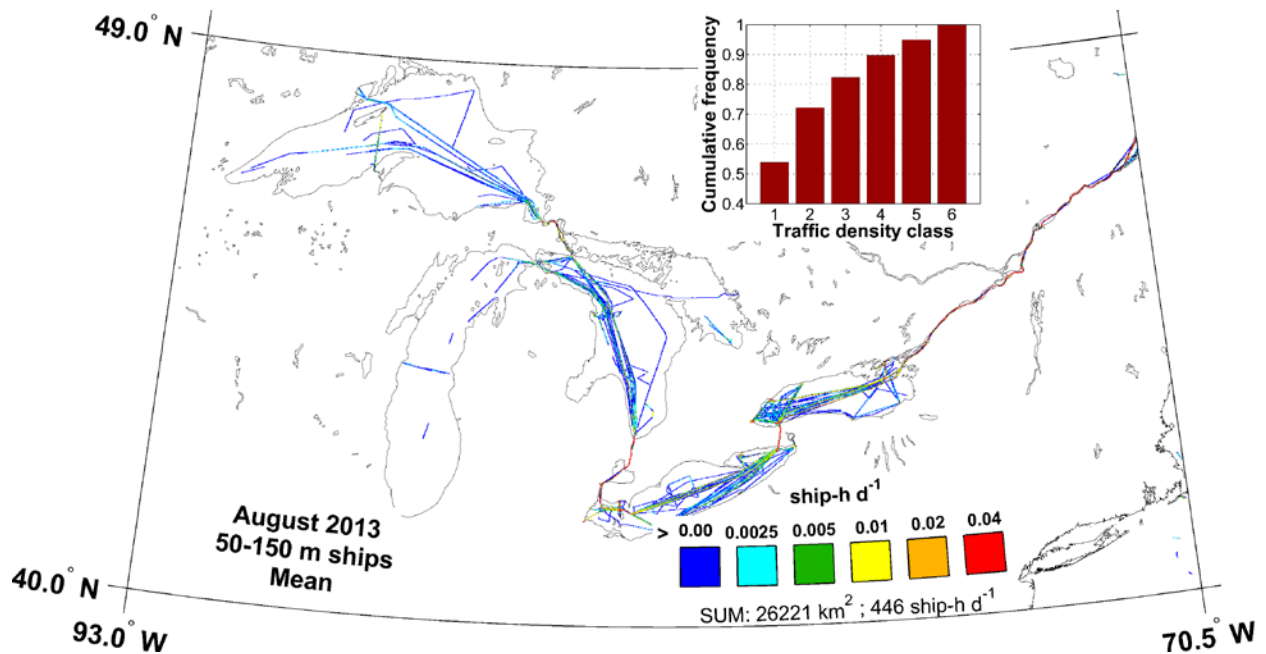 49.0° N
1
0.9
0.8
0.7
0.6
0.5
0.4
Cumulative frequency
1 2 3 4 5 6
Traffic density class
August 2013
50-150 m ships
Mean
ship-h d⁻¹
> 0.00 0.0025 0.005 0.01 0.02 0.04
SUM: 26221 km² ; 446 ship-h d⁻¹
40.0° N
93.0° W
70.5° W